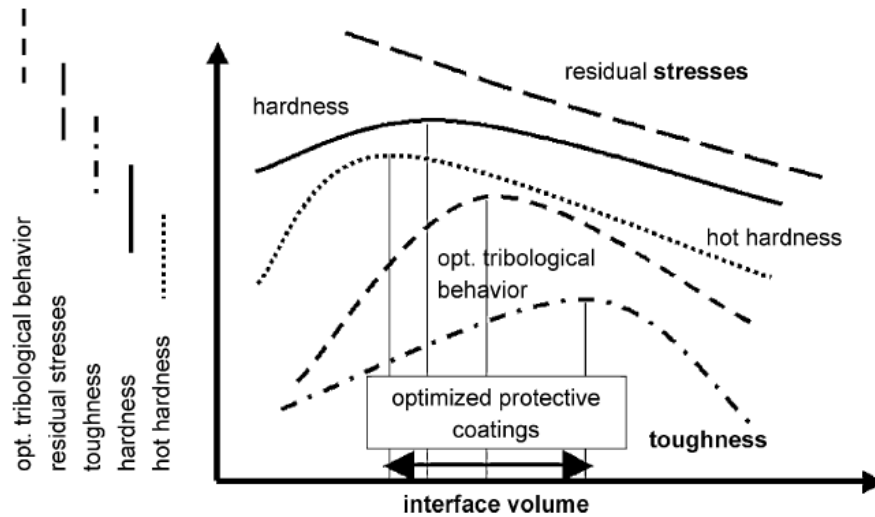 opt. tribological behavior
residual stresses
toughness
hardness
hot hardness
residual stresses
hardness
hot hardness
opt. tribological
behavior
optimized protective
coatings
toughness
interface volume